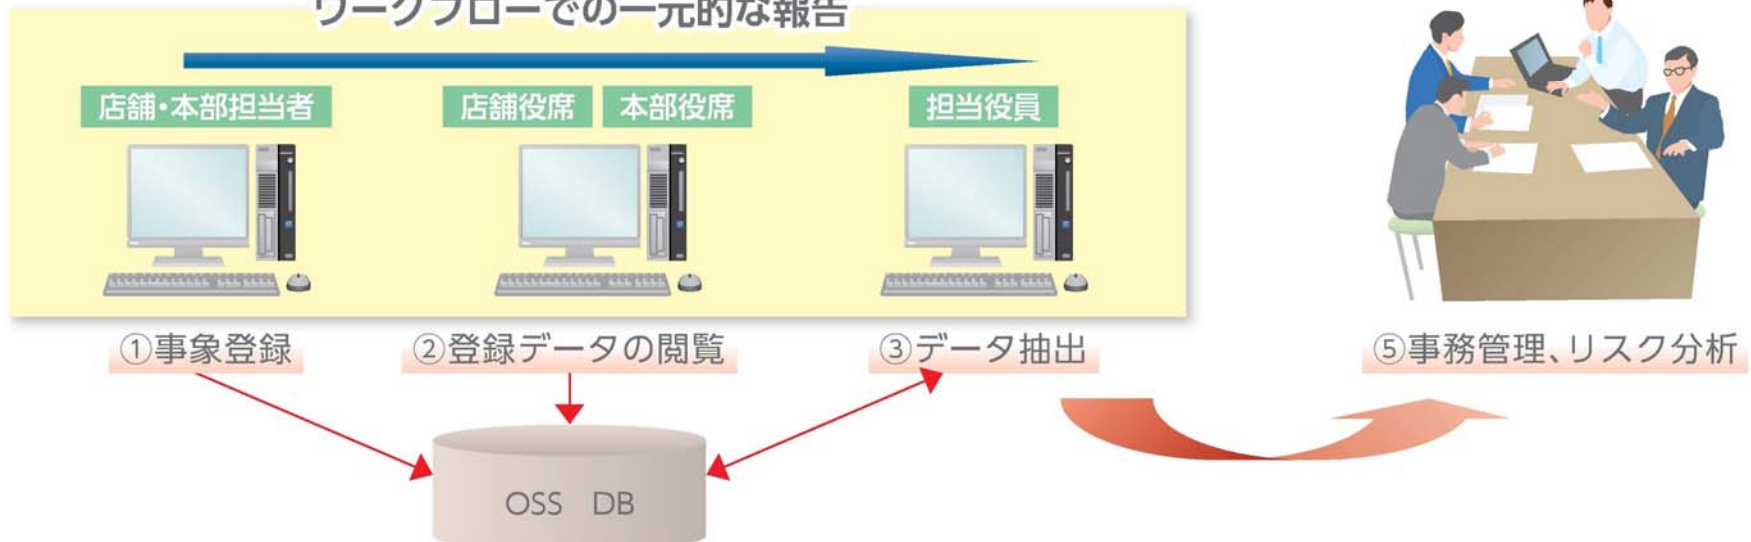 ワークフローでの一元的な報告
店舗・本部担当者
店舗役席
本部役席
担当役員
①事象登録
②登録データの閲覧
③データ抽出
⑤事務管理、リスク分析
OSS DB